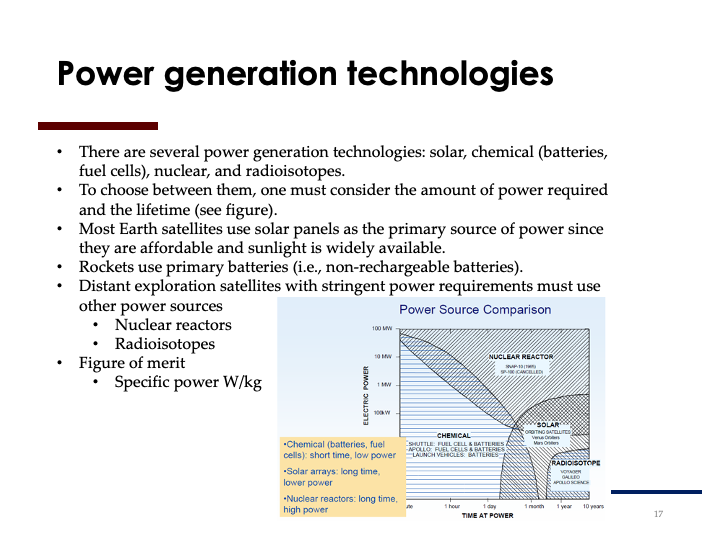 Power generation technologies
• There are several power generation technologies: solar, chemical (batteries,
fuel cells), nuclear, and radioisotopes.
• To choose between them, one must consider the amount of power required
and the lifetime (see figure).
• Most Earth satellites use solar panels as the primary source of power since
they are affordable and sunlight is widely available.
• Rockets use primary batteries (i.e., non-rechargeable batteries).
• Distant exploration satellites with stringent power requirements must use
other power sources
• Nuclear reactors
• Radioisotopes
• Figure of merit
• Specific power W/kg
Power Source Comparison
100 MW
10 MW
1 MW
100kW
ELECTRIC POWER
NUCLEAR REACTOR
SNAP-10 (1965)
SP-100 (CANCELLED)
SOLAR
ORBITING SATELLITES
Venus Orbiters
Mars Orbiters
CHEMICAL
SHUTTLE: FUEL CELL & BATTERIES
APOLLO: FUEL CELLS & BATTERIES
LAUNCH VEHICLES: BATTERIES
RADIOISOTOPE
VOYAGER
GALILEO
APOLLO SCIENCE
•Chemical (batteries, fuel
cells): short time, low power
•Solar arrays: long time,
lower power
•Nuclear reactors: long time,
high power
ute 1 hour 1 day 1 month 1 year 10 years
TIME AT POWER
17